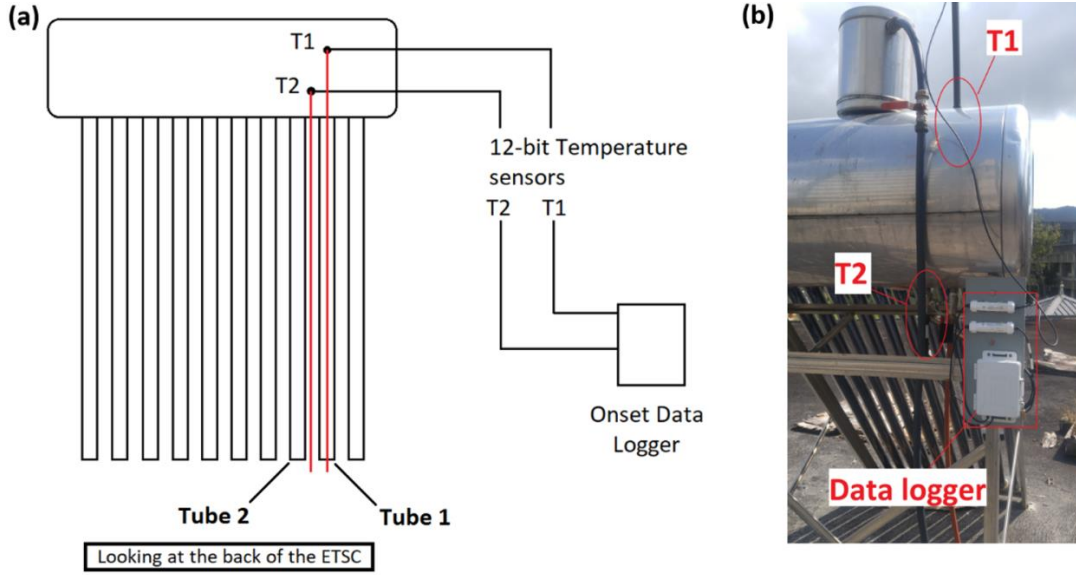 (a)
T1
T2
12-bit Temperature
sensors
T2 T1
Onset Data
Logger
Tube 2
Tube 1
Looking at the back of the ETSC
(b)
T1
T2
Data logger